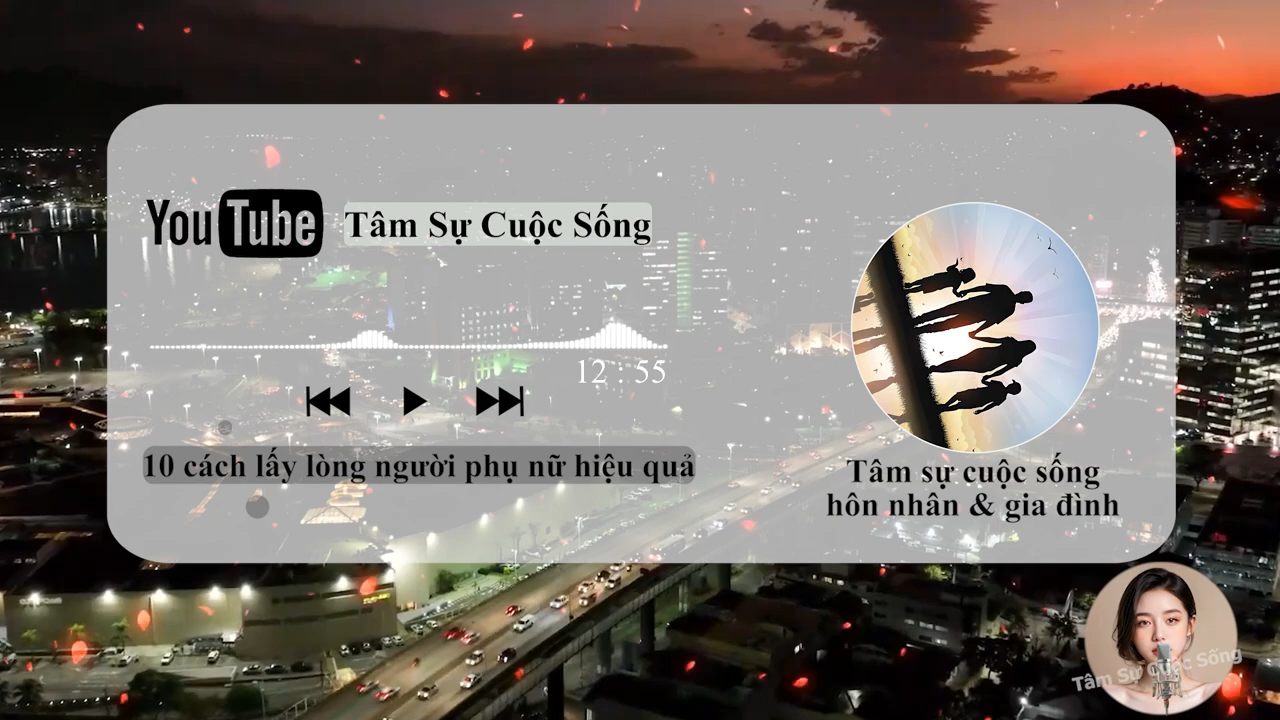 YouTube Tâm Sự Cuộc Sống
12 : 55
10 cách lấy lòng người phụ nữ hiệu quả
Tâm sự cuộc sống
hôn nhân & gia đình
Tâm Sự Cuộc Sống